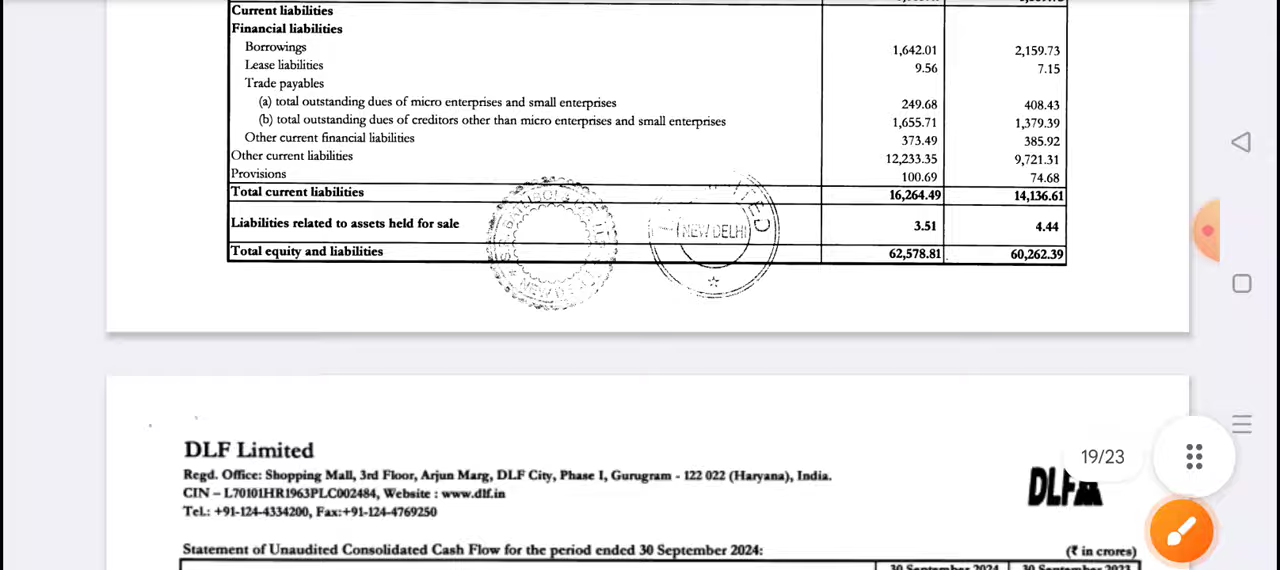 Current liabilities
Financial liabilities
Borrowings 1,642.01 2,159.73
Lease liabilities 9.56 7.15
Trade payables
(a) total outstanding dues of micro enterprises and small enterprises 249.68 408.43
(b) total outstanding dues of creditors other than micro enterprises and small enterprises 1,655.71 1,379.39
Other current financial liabilities 373.49 385.92
Other current liabilities 12,233.35 9,721.31
Provisions 100.69 74.68
Total current liabilities 16,264.49 14,136.61
NEW DELHI
Liabilities related to assets held for sale 3.51 4.44
Total equity and liabilities 62,578.81 60,262.39
DLF Limited
Regd. Office: Shopping Mall, 3rd Floor, Arjun Marg, DLF City, Phase I, Gurugram - 122 022 (Haryana), India.
CIN – L70101HR1963PLC002484, Website : www.dlf.in
Tel.: +91-124-4334200, Fax:+91-124-4769250
DLF
19/23
Statement of Unaudited Consolidated Cash Flow for the period ended 30 September 2024: (₹ in crores)
30 September 2024 30 September 2023